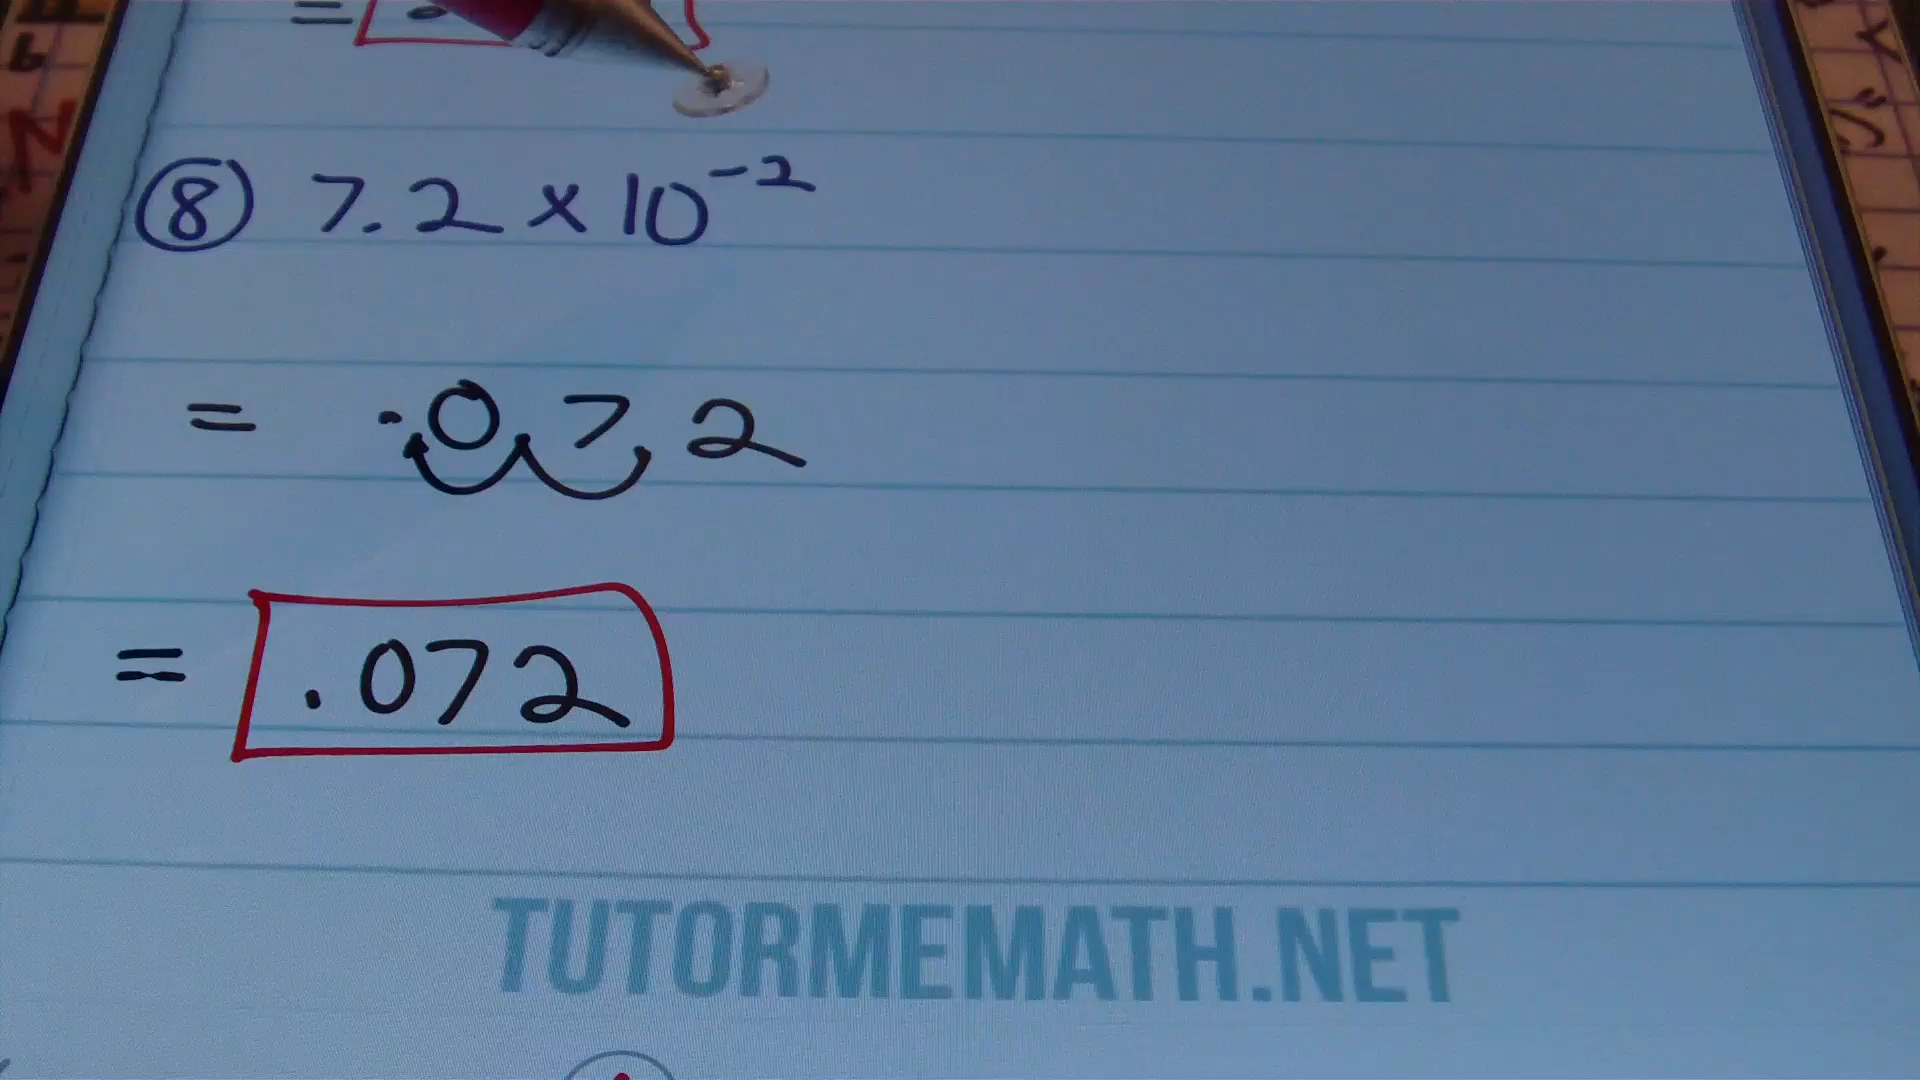 =
⑧ 7.2 × 10⁻²
= .072
= .072
TUTORMEMATH.NET